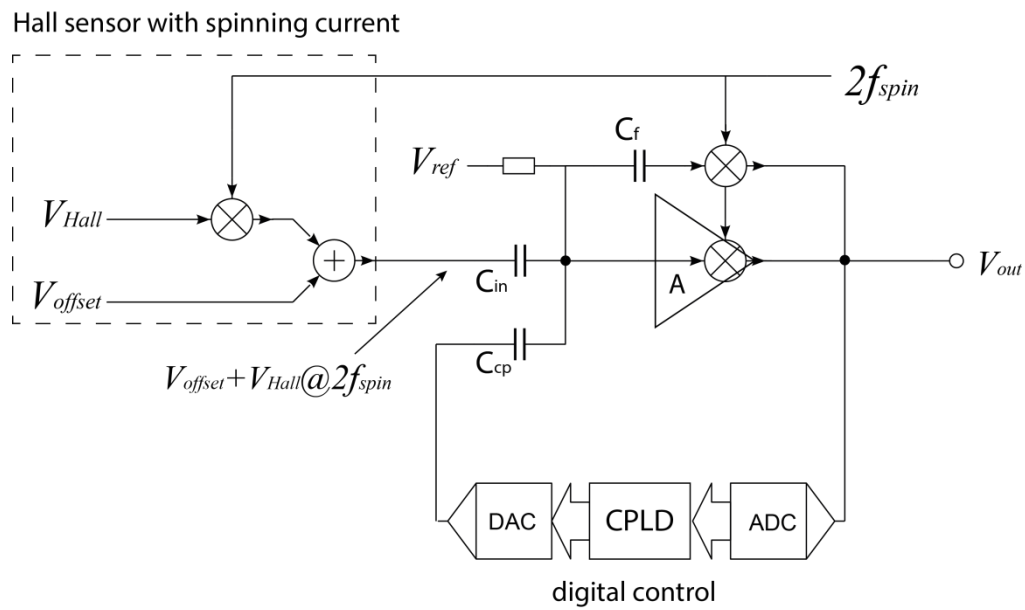 Hall sensor with spinning current
2fspin
Cf
Vref
VHall
Voffset
Cin
A
Vout
Ccp
Voffset+VHall@2fspin
DAC
CPLD
ADC
digital control